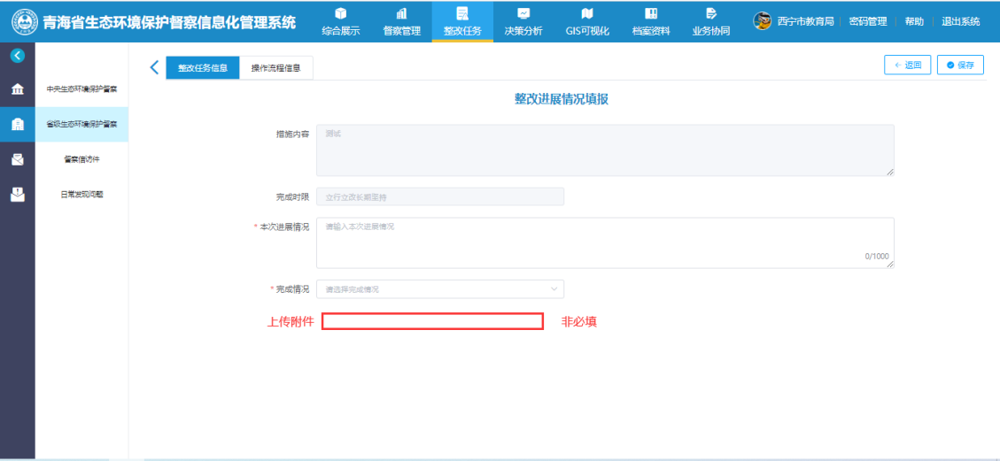 青海省生态环境保护督察信息化管理系统
综合展示 督察管理 整改任务 决策分析 GIS可视化 档案资料 业务协同
西宁市教育局 密码管理 帮助 退出系统
中央生态环境保护督察
省级生态环境保护督察
督察信访件
日常发现问题
整改任务信息 操作流程信息
返回 保存
整改进展情况填报
措施内容 测试
完成时限 立行立改长期坚持
* 本次进展情况 请输入本次进展情况
0/1000
* 完成情况 请选择完成情况
上传附件 非必填